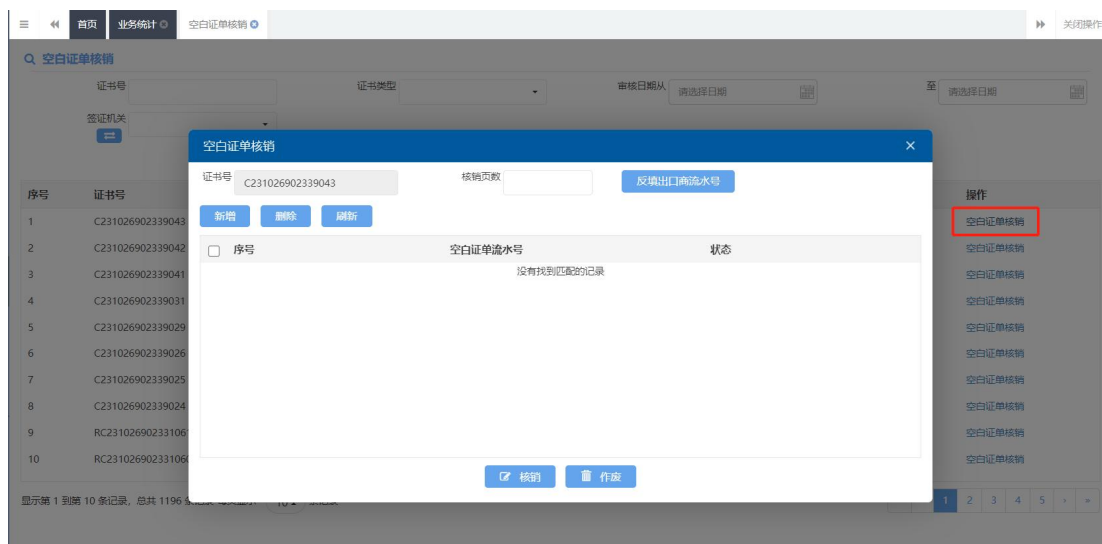 首页 业务统计 空白证单核销 关闭操作
空白证单核销
证书号 证书类型 审核日期从 请选择日期 至 请选择日期
签证机关
空白证单核销
证书号 C231026902339043 核销页数 反填出口商流水号
新增 删除 刷新
序号 空白证单流水号 状态
没有找到匹配的记录
核销 作废
序号 证书号 操作
1 C231026902339043 空白证单核销
2 C231026902339042 空白证单核销
3 C231026902339041 空白证单核销
4 C231026902339031 空白证单核销
5 C231026902339029 空白证单核销
6 C231026902339026 空白证单核销
7 C231026902339025 空白证单核销
8 C231026902339024 空白证单核销
9 RC23102690233106 空白证单核销
10 RC23102690233106 空白证单核销
显示第 1 到第 10 条记录，总共 1196 1 2 3 4 5 › »